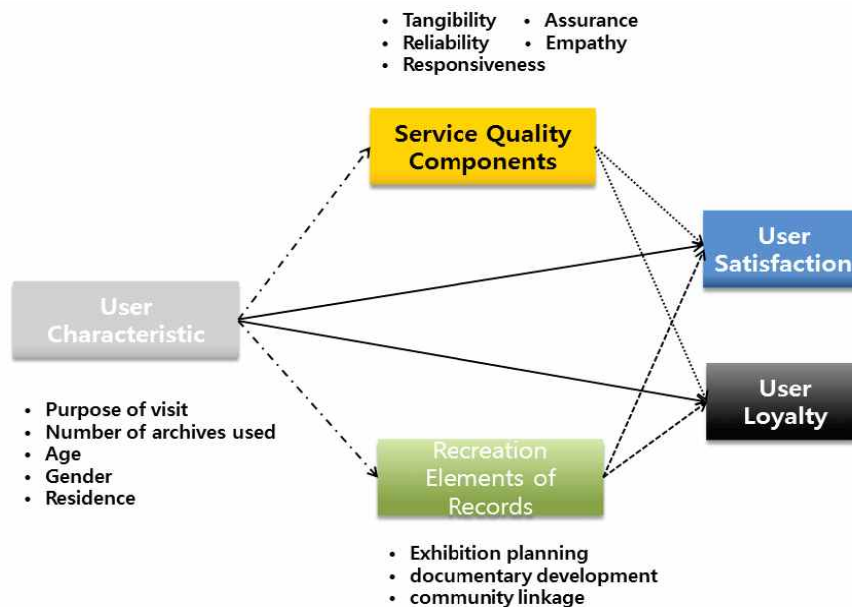 • Tangibility • Assurance
• Reliability • Empathy
• Responsiveness
Service Quality
Components
User
Satisfaction
User
Characteristic
User
Loyalty
• Purpose of visit
• Number of archives used
• Age
• Gender
• Residence
Recreation
Elements of
Records
• Exhibition planning
• documentary development
• community linkage